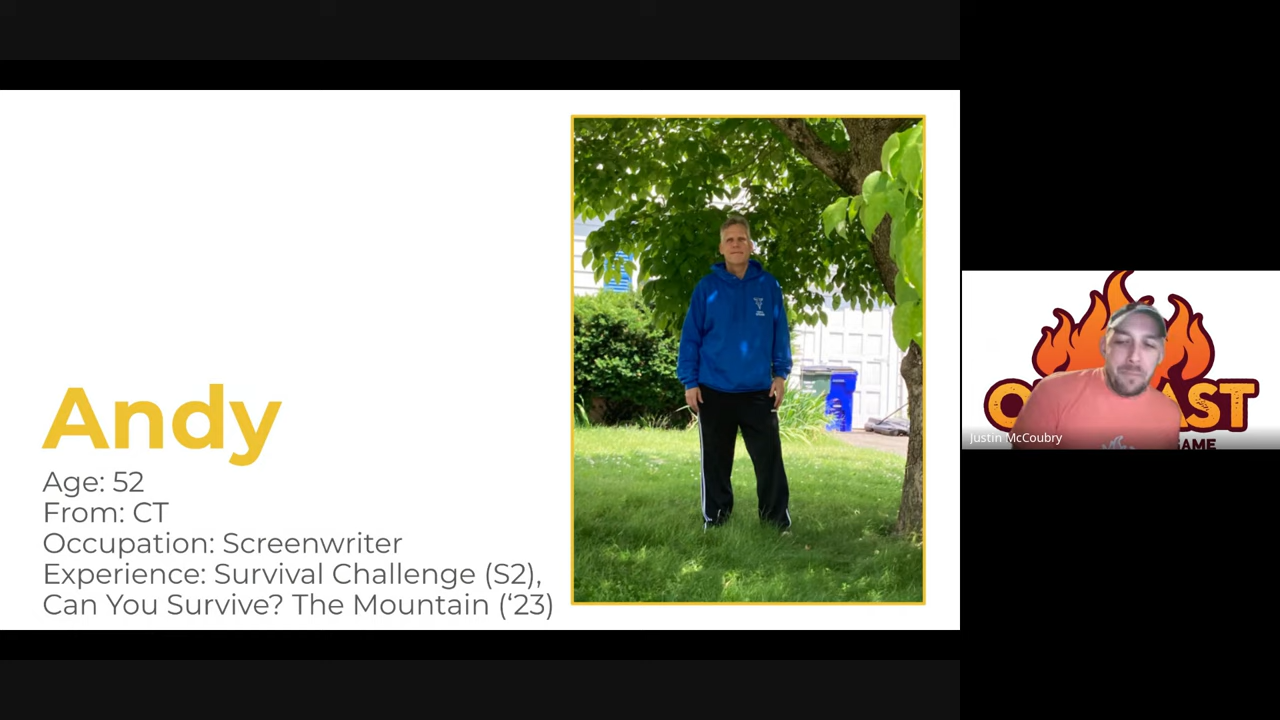 Andy
Age: 52
From: CT
Occupation: Screenwriter
Experience: Survival Challenge (S2),
Can You Survive? The Mountain (‘23)
Justin McCoubry
GAME